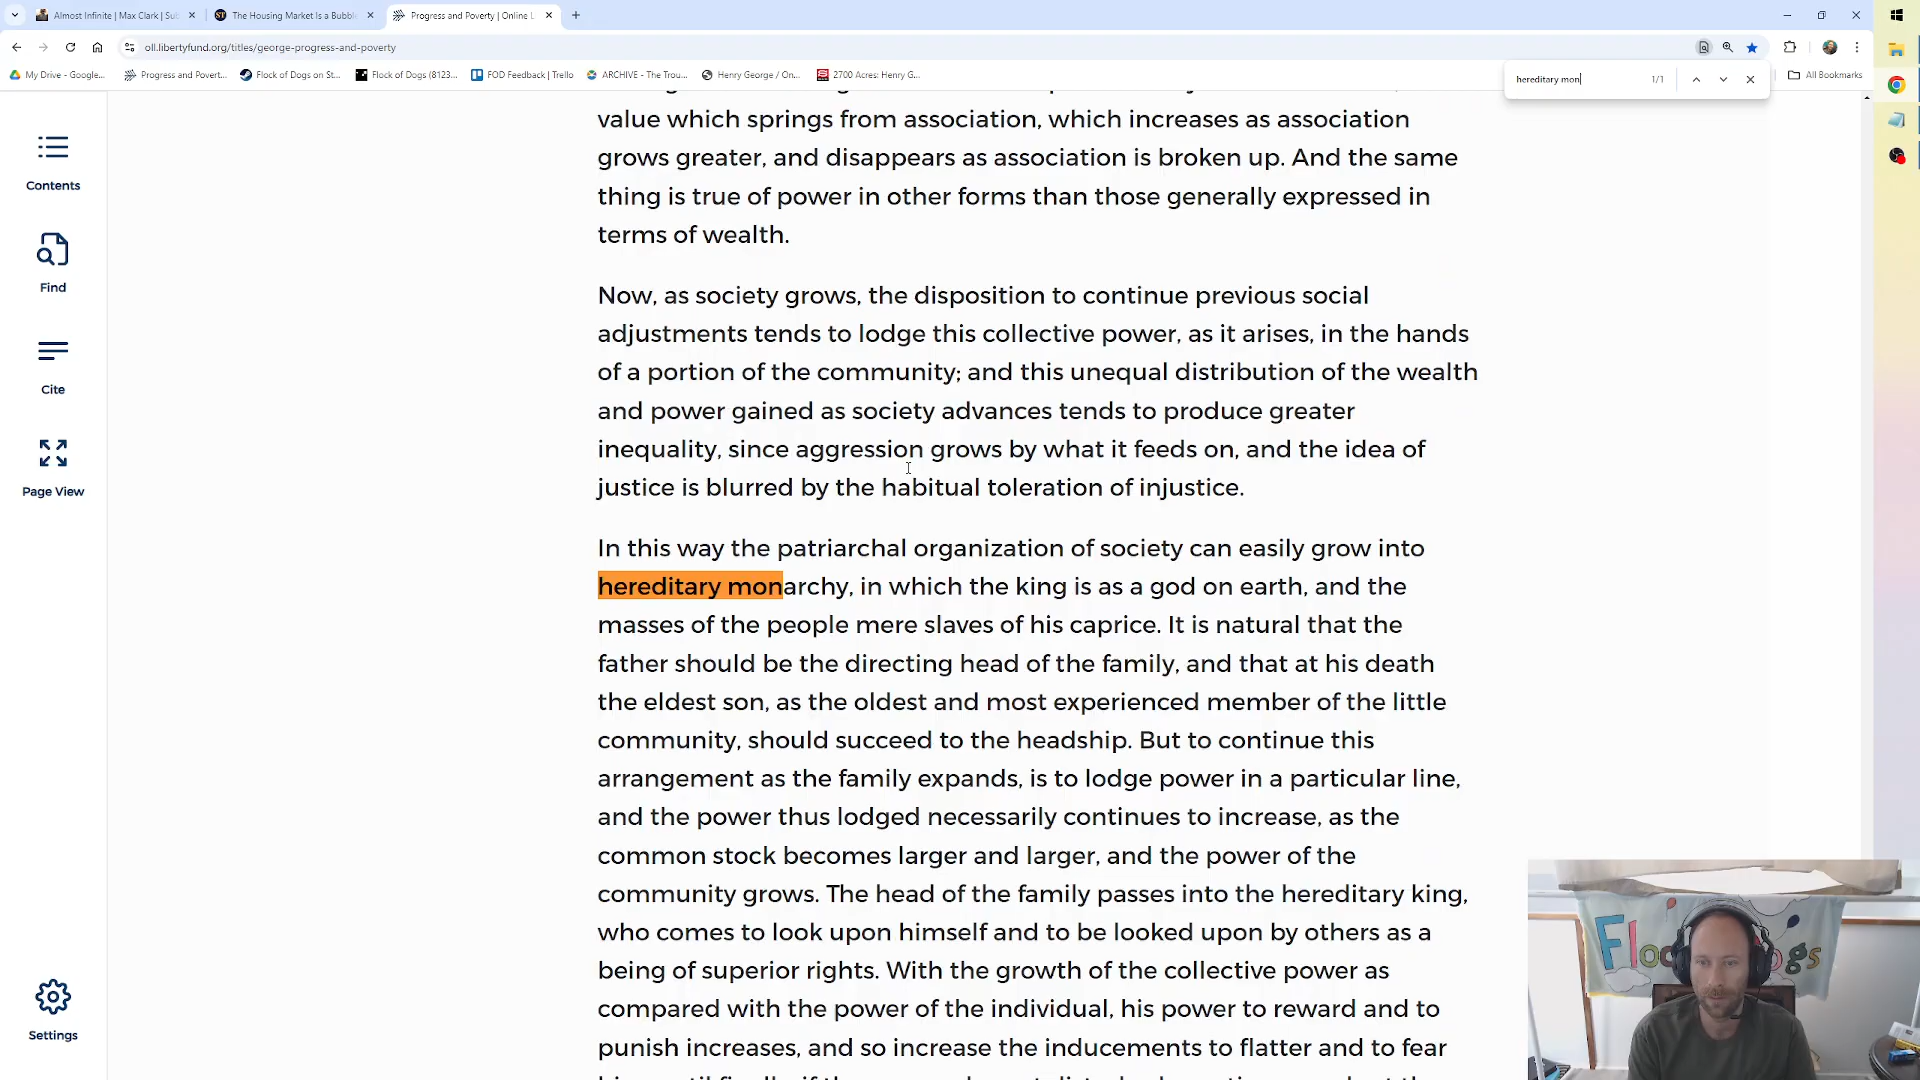 Almost Infinite | Max Clark | Su
The Housing Market Is a Bubbl
Progress and Poverty | Online L
oll.libertyfund.org/titles/george-progress-and-poverty
My Drive - Google...
Progress and Povert...
Flock of Dogs on St...
Flock of Dogs (8123...
FOD Feedback | Trello
ARCHIVE - The Trou...
Henry George / On...
2700 Acres: Henry G...
All Bookmarks
hereditary mon
1/1
Contents
Find
Cite
Page View
Settings
value which springs from association, which increases as association
grows greater, and disappears as association is broken up. And the same
thing is true of power in other forms than those generally expressed in
terms of wealth.
Now, as society grows, the disposition to continue previous social
adjustments tends to lodge this collective power, as it arises, in the hands
of a portion of the community; and this unequal distribution of the wealth
and power gained as society advances tends to produce greater
inequality, since aggression grows by what it feeds on, and the idea of
justice is blurred by the habitual toleration of injustice.
In this way the patriarchal organization of society can easily grow into
hereditary monarchy, in which the king is as a god on earth, and the
masses of the people mere slaves of his caprice. It is natural that the
father should be the directing head of the family, and that at his death
the eldest son, as the oldest and most experienced member of the little
community, should succeed to the headship. But to continue this
arrangement as the family expands, is to lodge power in a particular line,
and the power thus lodged necessarily continues to increase, as the
common stock becomes larger and larger, and the power of the
community grows. The head of the family passes into the hereditary king,
who comes to look upon himself and to be looked upon by others as a
being of superior rights. With the growth of the collective power as
compared with the power of the individual, his power to reward and to
punish increases, and so increase the inducements to flatter and to fear